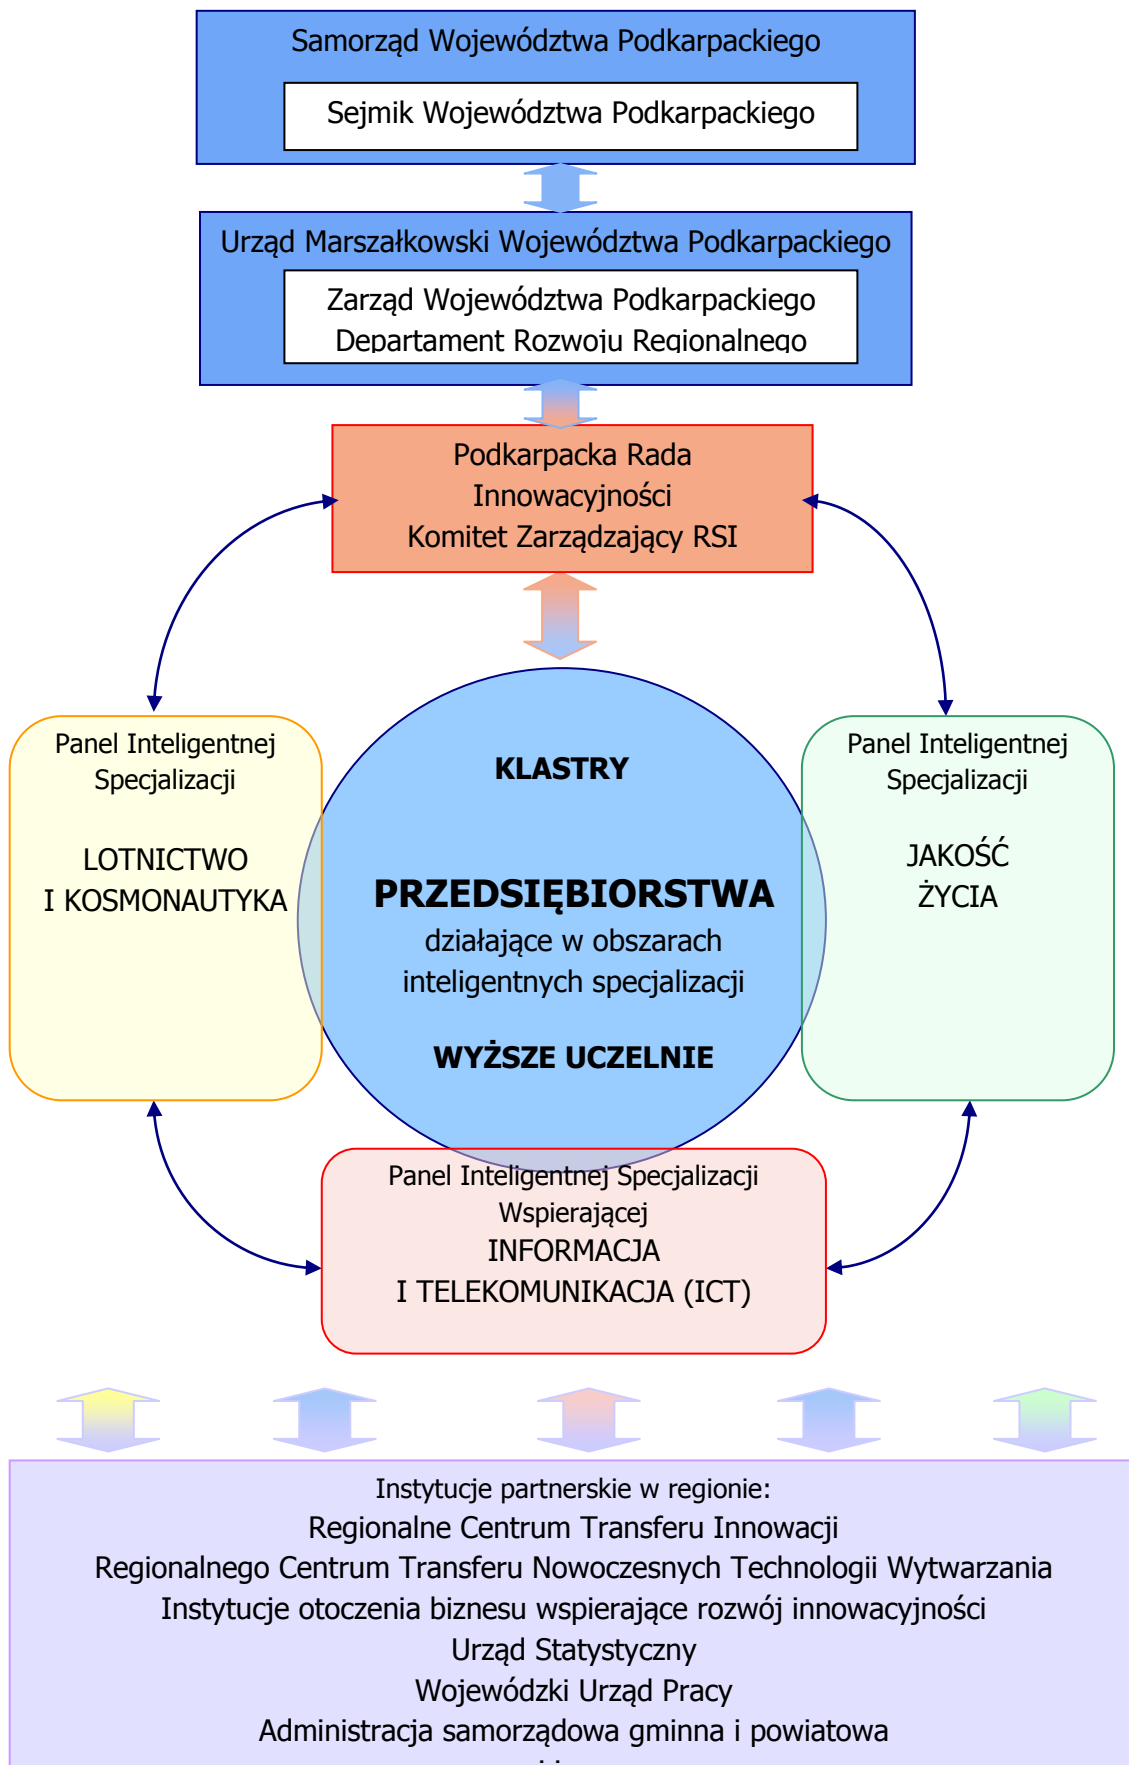 Samorząd Województwa Podkarpackiego
Sejmik Województwa Podkarpackiego
Urząd Marszałkowski Województwa Podkarpackiego
Zarząd Województwa Podkarpackiego
Departament Rozwoju Regionalnego
Podkarpacka Rada
Innowacyjności
Komitet Zarządzający RSI
Panel Inteligentnej
Specjalizacji
LOTNICTWO
I KOSMONAUTYKA
KLASTRY
PRZEDSIĘBIORSTWA
działające w obszarach
inteligentnych specjalizacji
WYŻSZE UCZELNIE
Panel Inteligentnej
Specjalizacji
JAKOŚĆ
ŻYCIA
Panel Inteligentnej Specjalizacji
Wspierającej
INFORMACJA
I TELEKOMUNIKACJA (ICT)
Instytucje partnerskie w regionie:
Regionalne Centrum Transferu Innowacji
Regionalnego Centrum Transferu Nowoczesnych Technologii Wytwarzania
Instytucje otoczenia biznesu wspierające rozwój innowacyjności
Urząd Statystyczny
Wojewódzki Urząd Pracy
Administracja samorządowa gminna i powiatowa